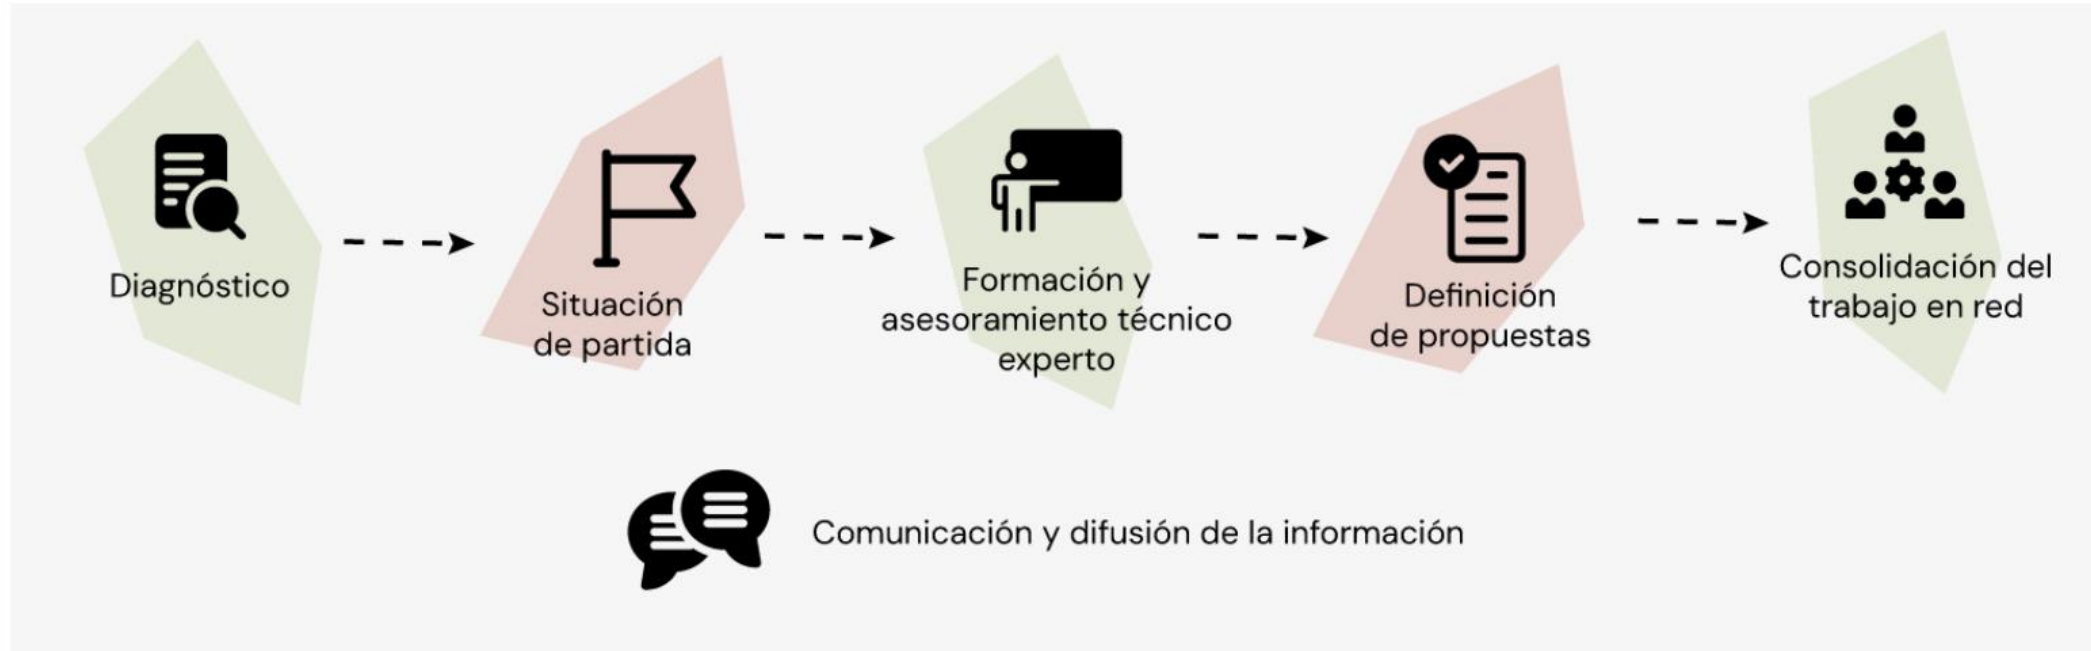 Diagnóstico
Situación
de partida
Formación y
asesoramiento técnico
experto
Definición
de propuestas
Consolidación del
trabajo en red
Comunicación y difusión de la información